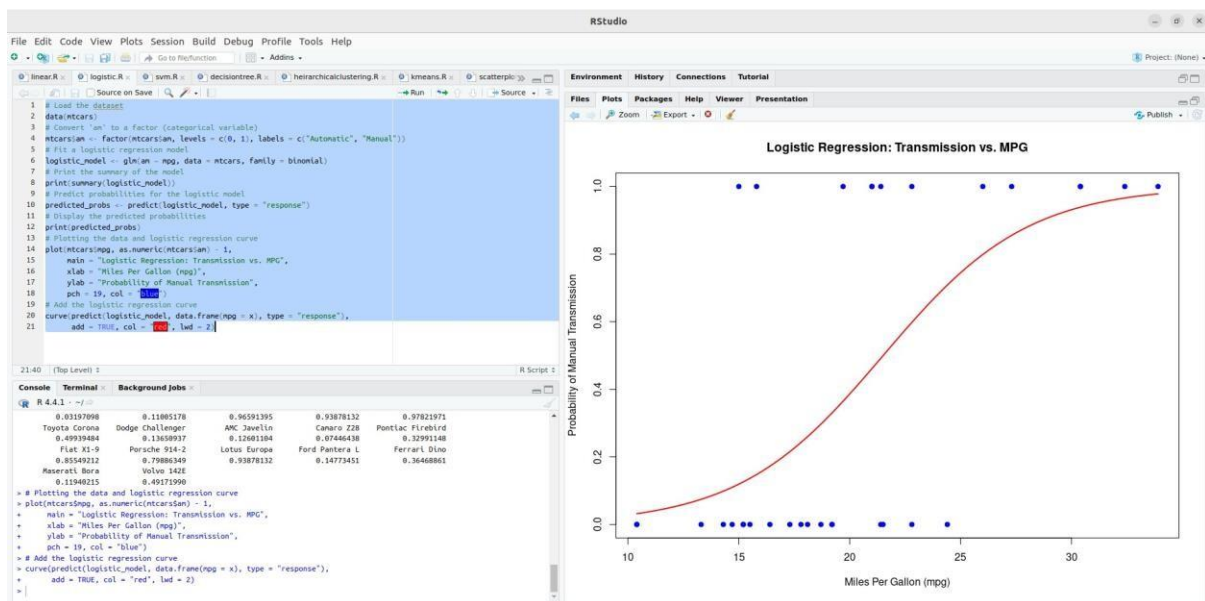 RStudio
File Edit Code View Plots Session Build Debug Profile Tools Help
Go to file/function
Addins
Project: (None)
linear.R
logistic.R
svm.R
decisiontree.R
heirarchicalclustering.R
kmeans.R
scatterplo
Source on Save
Run
Source
1 # Load the dataset
2 data(mtcars)
3 # Convert 'am' to a factor (categorical variable)
4 mtcars$am <- factor(mtcars$am, levels = c(0, 1), labels = c("Automatic", "Manual"))
5 # Fit a logistic regression model
6 logistic_model <- glm(am ~ mpg, data = mtcars, family = binomial)
7 # Print the summary of the model
8 print(summary(logistic_model))
9 # Predict probabilities for the logistic model
10 predicted_probs <- predict(logistic_model, type = "response")
11 # Display the predicted probabilities
12 print(predicted_probs)
13 # Plotting the data and logistic regression curve
14 plot(mtcars$mpg, as.numeric(mtcars$am) - 1,
15 main = "Logistic Regression: Transmission vs. MPG",
16 xlab = "Miles Per Gallon (mpg)",
17 ylab = "Probability of Manual Transmission",
18 pch = 19, col = "blue")
19 # Add the logistic regression curve
20 curve(predict(logistic_model, data.frame(mpg = x), type = "response"),
21 add = TRUE, col = "red", lwd = 2)
21:40 (Top Level) R Script
Console Terminal Background Jobs
R 4.4.1 · ~/
0.03197098 0.11005178 0.96591395 0.93878132 0.97821971
Toyota Corona Dodge Challenger AMC Javelin Camaro Z28 Pontiac Firebird
0.49939484 0.13650937 0.12601104 0.07446438 0.32991148
Fiat X1-9 Porsche 914-2 Lotus Europa Ford Pantera L Ferrari Dino
0.85549212 0.79886349 0.93878132 0.14773451 0.36468861
Maserati Bora Volvo 142E
0.11940215 0.49171990
> # Plotting the data and logistic regression curve
> plot(mtcars$mpg, as.numeric(mtcars$am) - 1,
+ main = "Logistic Regression: Transmission vs. MPG",
+ xlab = "Miles Per Gallon (mpg)",
+ ylab = "Probability of Manual Transmission",
+ pch = 19, col = "blue")
> # Add the logistic regression curve
> curve(predict(logistic_model, data.frame(mpg = x), type = "response"),
+ add = TRUE, col = "red", lwd = 2)
>
Environment History Connections Tutorial
Files Plots Packages Help Viewer Presentation
Zoom Export Publish
Logistic Regression: Transmission vs. MPG
Probability of Manual Transmission
1.0
0.8
0.6
0.4
0.2
0.0
10 15 20 25 30
Miles Per Gallon (mpg)